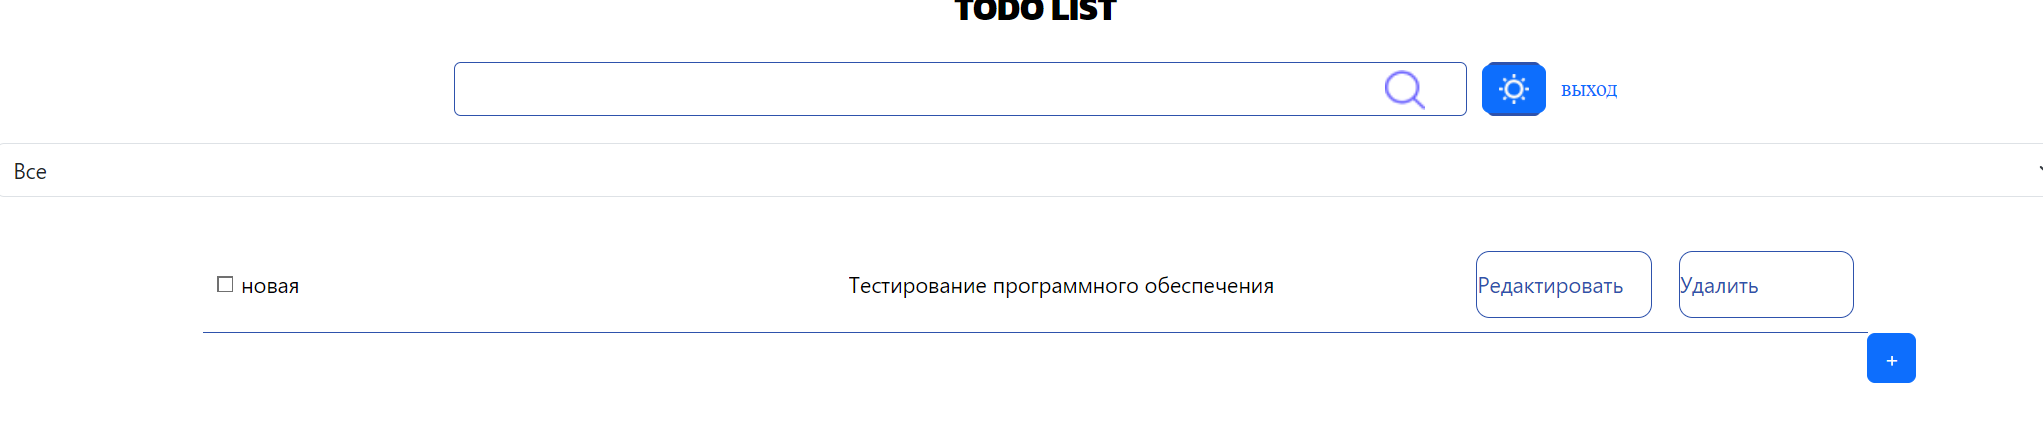 TODO LIST
выход
Все
новая Тестирование программного обеспечения Редактировать Удалить
+